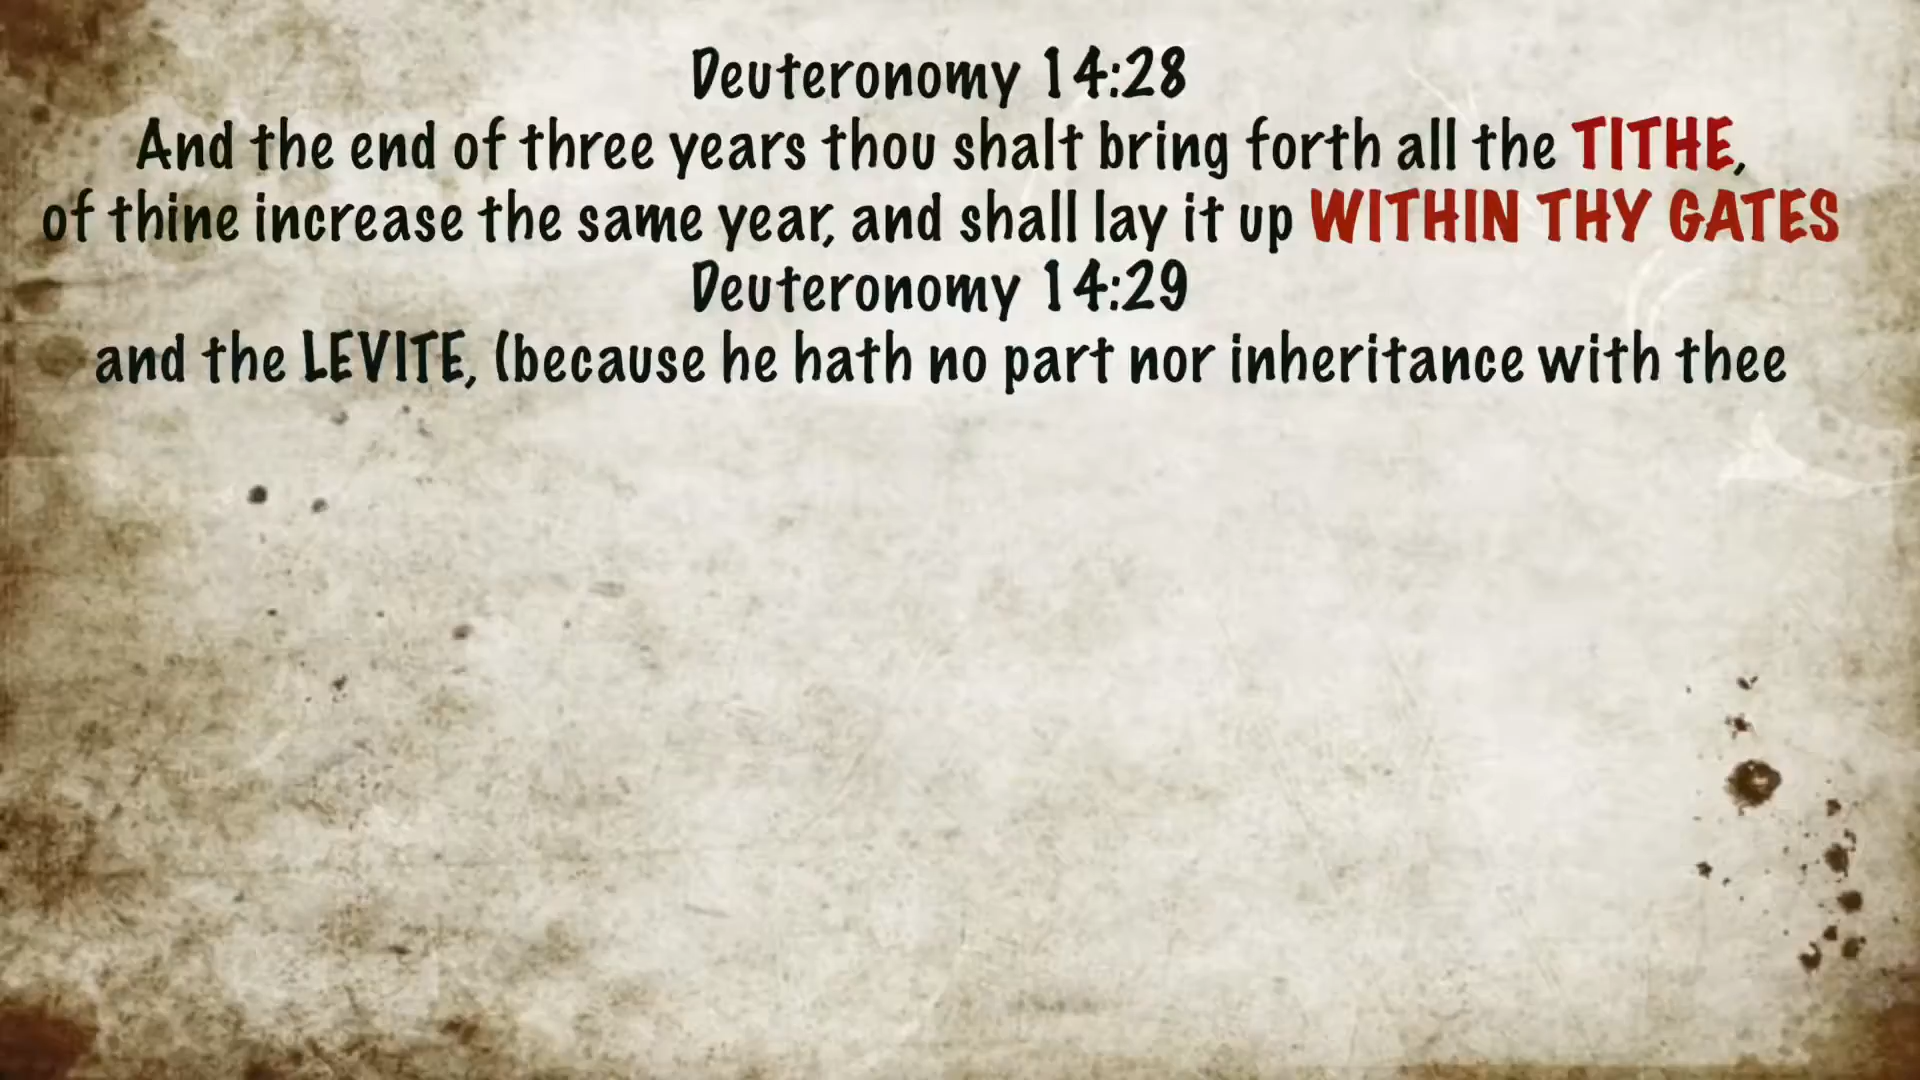 Deuteronomy 14:28
And the end of three years thou shalt bring forth all the TITHE,
of thine increase the same year, and shall lay it up WITHIN THY GATES
Deuteronomy 14:29
and the LEVITE, (because he hath no part nor inheritance with thee